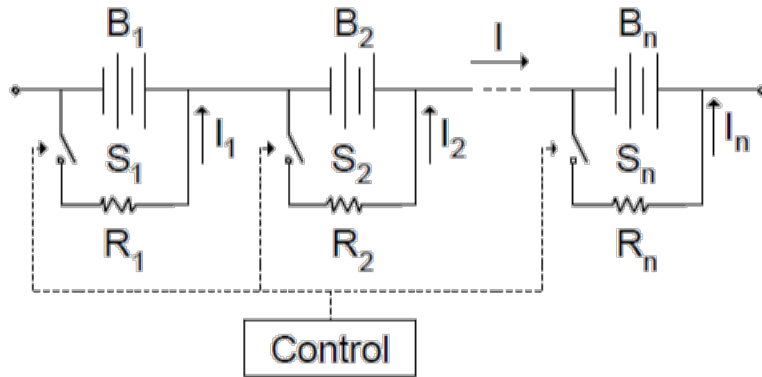 B₁ B₂ I Bₙ
S₁ I₁ S₂ I₂ Sₙ Iₙ
R₁ R₂ Rₙ
Control